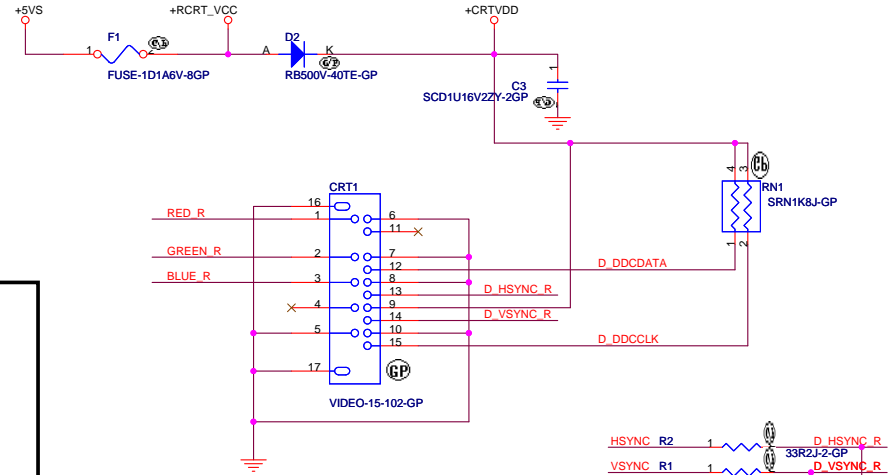 +5VS +RCRT_VCC +CRTVDD
F1 D2
1 2 A K
FUSE-1D1A6V-8GP RB500V-40TE-GP
C3 1
SCD1U16V2ZY-2GP
4 3
RN1
SRN1K8J-GP
1 2
CRT1
16
RED_R 1 6
11
GREEN_R 2 7
12 D_DDCDATA
BLUE_R 3 8
13 D_HSYNC_R
4 9
14 D_VSYNC_R
5 10
15 D_DDCCLK
17 GP
VIDEO-15-102-GP
HSYNC R2 1 D_HSYNC_R
33R2J-2-GP
VSYNC R1 1 D_VSYNC_R